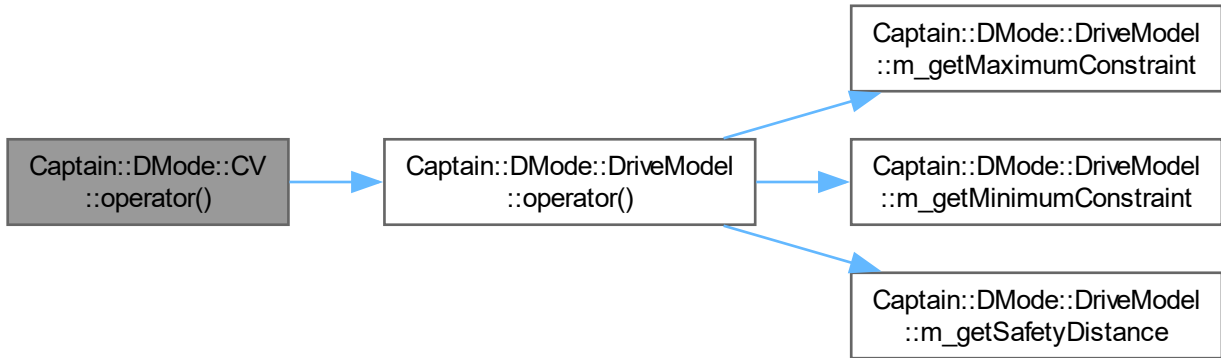 Captain::DMode::CV
::operator()
Captain::DMode::DriveModel
::operator()
Captain::DMode::DriveModel
::m_getMaximumConstraint
Captain::DMode::DriveModel
::m_getMinimumConstraint
Captain::DMode::DriveModel
::m_getSafetyDistance